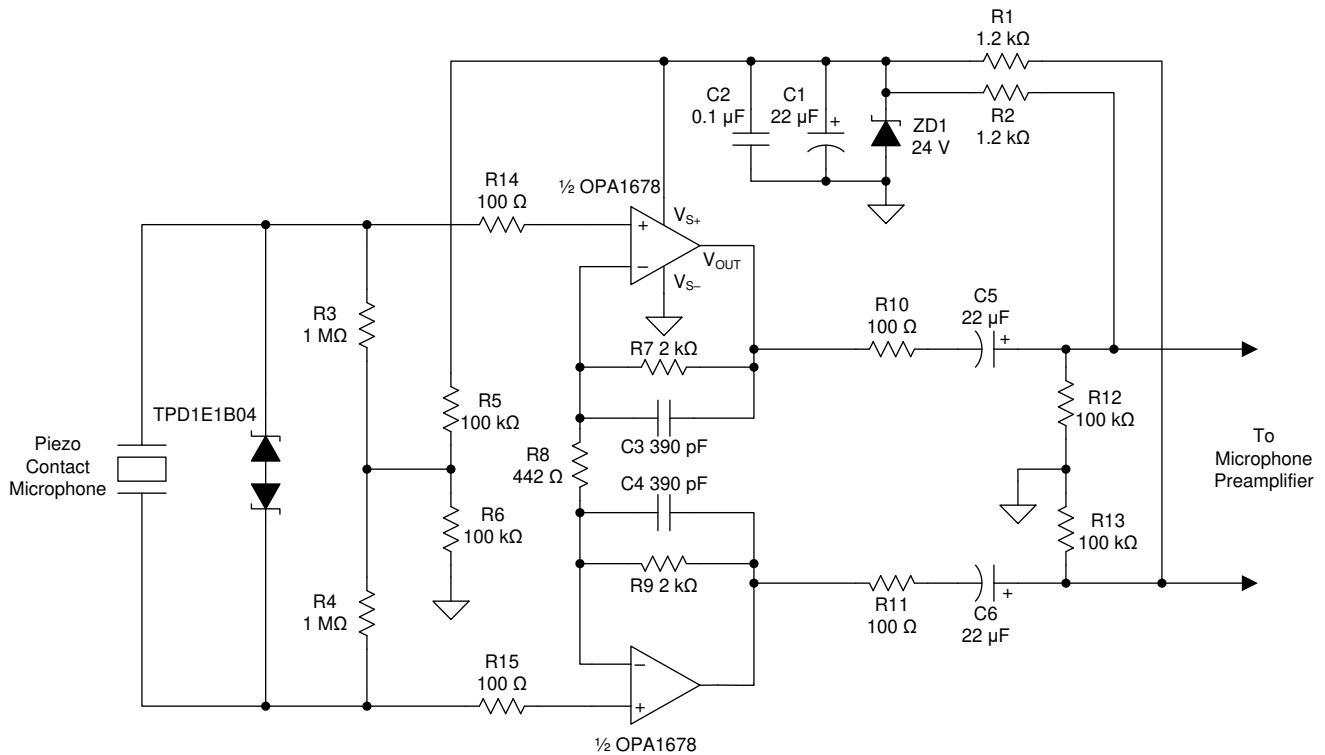 R1
1.2 kΩ
C2
0.1 µF
C1
22 µF
+
R2
1.2 kΩ
ZD1
24 V
R14
100 Ω
½ OPA1678
+
–
VS+
VOUT
VS–
R3
1 MΩ
R7 2 kΩ
R10
100 Ω
C5
22 µF
+
TPD1E1B04
R5
100 kΩ
C3 390 pF
R12
100 kΩ
Piezo
Contact
Microphone
R8
442 Ω
C4 390 pF
To
Microphone
Preamplifier
R6
100 kΩ
R13
100 kΩ
R9 2 kΩ
R4
1 MΩ
R11
100 Ω
+
C6
22 µF
R15
100 Ω
–
+
½ OPA1678